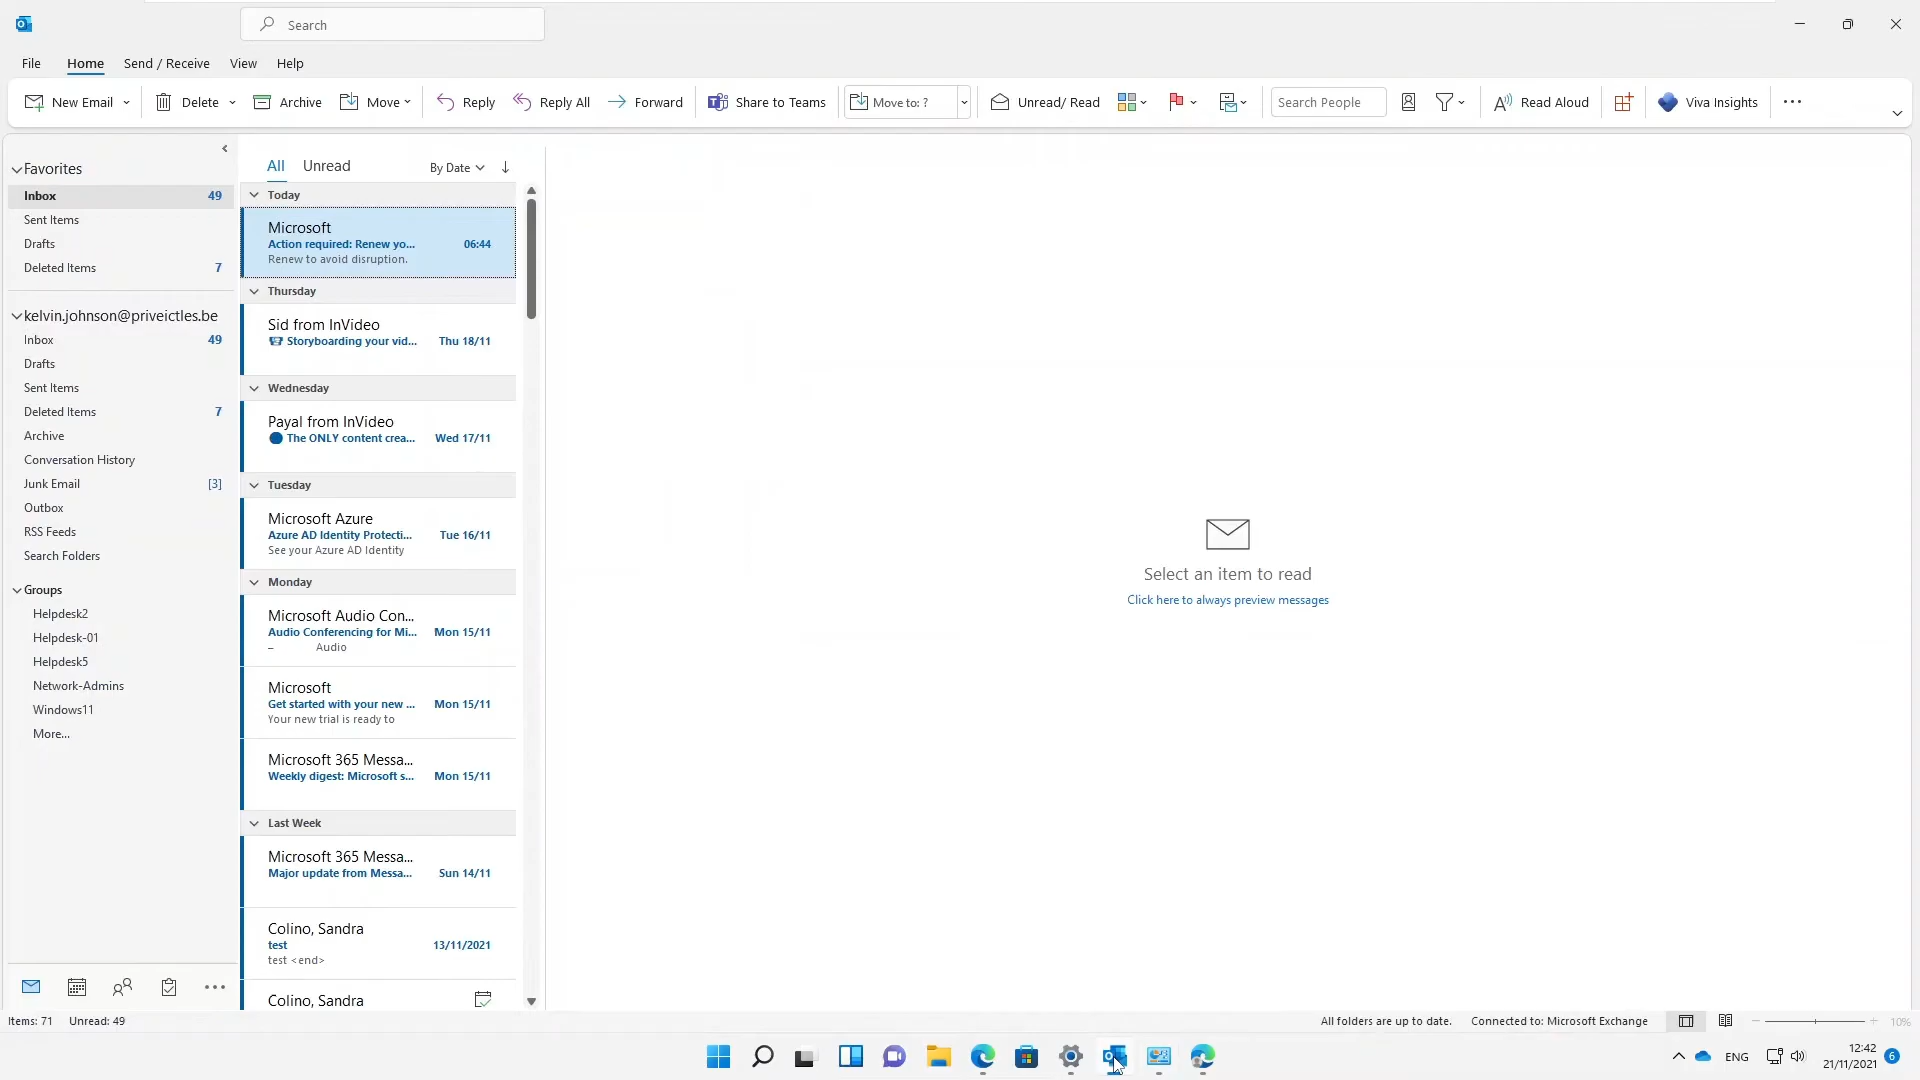 Search
File Home Send / Receive View Help
New Email Delete Archive Move Reply Reply All Forward Share to Teams Move to: ? Unread/ Read Search People Read Aloud Viva Insights
Favorites
Inbox 49
Sent Items
Drafts
Deleted Items 7
kelvin.johnson@priveictles.be
Inbox 49
Drafts
Sent Items
Deleted Items 7
Archive
Conversation History
Junk Email [3]
Outbox
RSS Feeds
Search Folders
Groups
Helpdesk2
Helpdesk-01
Helpdesk5
Network-Admins
Windows11
More...
All Unread By Date
Today
Microsoft
Action required: Renew yo... 06:44
Renew to avoid disruption.
Thursday
Sid from InVideo
Storyboarding your vid... Thu 18/11
Wednesday
Payal from InVideo
The ONLY content crea... Wed 17/11
Tuesday
Microsoft Azure
Azure AD Identity Protecti... Tue 16/11
See your Azure AD Identity
Monday
Microsoft Audio Con...
Audio Conferencing for Mi... Mon 15/11
– Audio
Microsoft
Get started with your new ... Mon 15/11
Your new trial is ready to
Microsoft 365 Messa...
Weekly digest: Microsoft s... Mon 15/11
Last Week
Microsoft 365 Messa...
Major update from Messa... Sun 14/11
Colino, Sandra
test 13/11/2021
test <end>
Colino, Sandra
Select an item to read
Click here to always preview messages
Items: 71 Unread: 49
All folders are up to date. Connected to: Microsoft Exchange 10%
ENG
12:42
21/11/2021
6